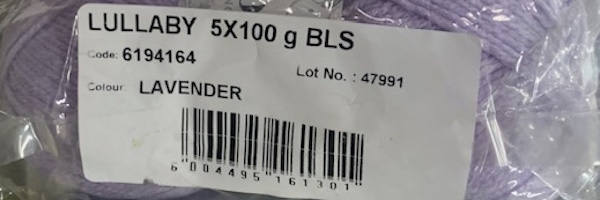 LULLABY 5X100 g BLS
Code: 6194164
Lot No. : 47991
Colour: LAVENDER
6 004495 161301